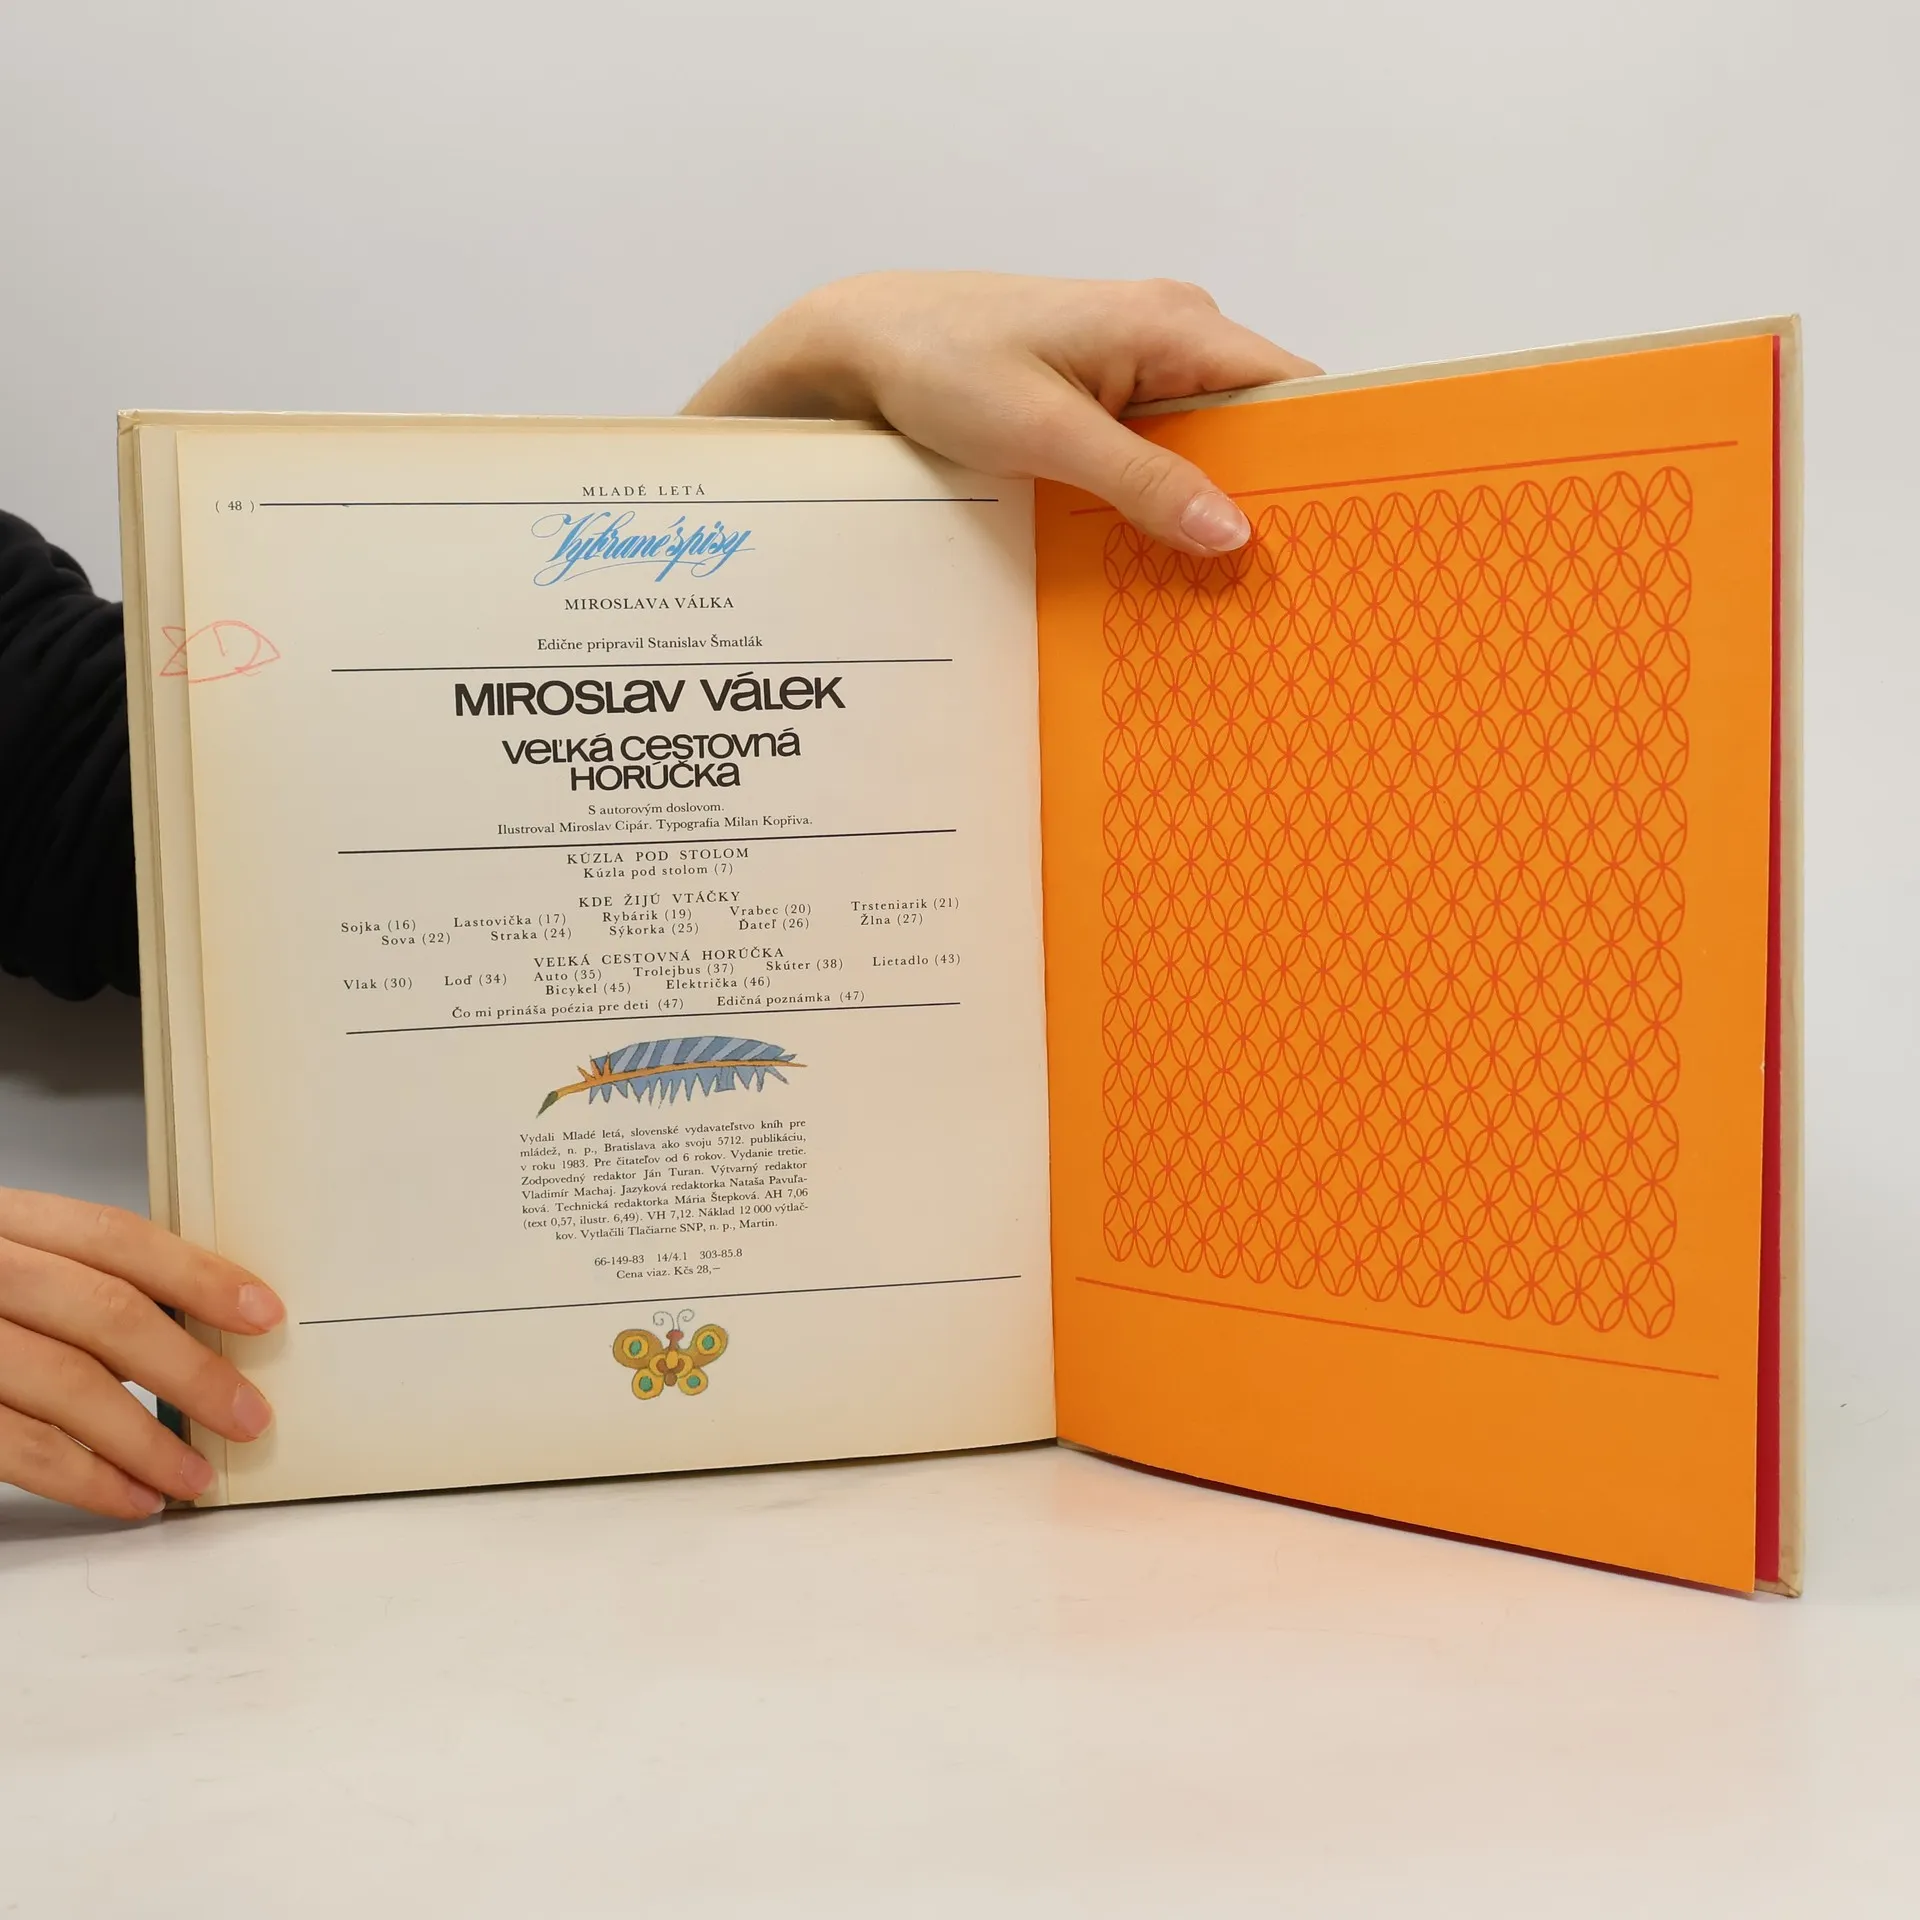 MLADÉ LETÁ
( 48 )
Vybrané spisy
MIROSLAVA VÁLKA
Edične pripravil Stanislav Šmatlák
MIROSLAV VÁLEK
VEĽKÁ CESTOVNÁ
HORÚČKA
S autorovým doslovom.
Ilustroval Miroslav Cipár. Typografia Milan Kopřiva.
KÚZLA POD STOLOM
Kúzla pod stolom (7)
KDE ŽIJÚ VTÁČKY
Sojka (16) Lastovička (17) Rybárik (19) Vrabec (20) Trsteniarik (21)
Sova (22) Straka (24) Sýkorka (25) Ďateľ (26) Žlna (27)
VEĽKÁ CESTOVNÁ HORÚČKA
Vlak (30) Loď (34) Auto (35) Trolejbus (37) Skúter (38) Lietadlo (43)
Bicykel (45) Električka (46)
Čo mi prináša poézia pre deti (47) Edičná poznámka (47)
Vydali Mladé letá, slovenské vydavateľstvo kníh pre
mládež, n. p., Bratislava ako svoju 5712. publikáciu,
v roku 1983. Pre čitateľov od 6 rokov. Vydanie tretie.
Zodpovedný redaktor Ján Turan. Výtvarný redaktor
Vladimír Machaj. Jazyková redaktorka Nataša Pavuľa-
ková. Technická redaktorka Mária Štepková. AH 7,06
(text 0,57, ilustr. 6,49). VH 7,12. Náklad 12 000 výtlač-
kov. Vytlačili Tlačiarne SNP, n. p., Martin.
66-149-83 14/4.1 303-85.8
Cena viaz. Kčs 28,—